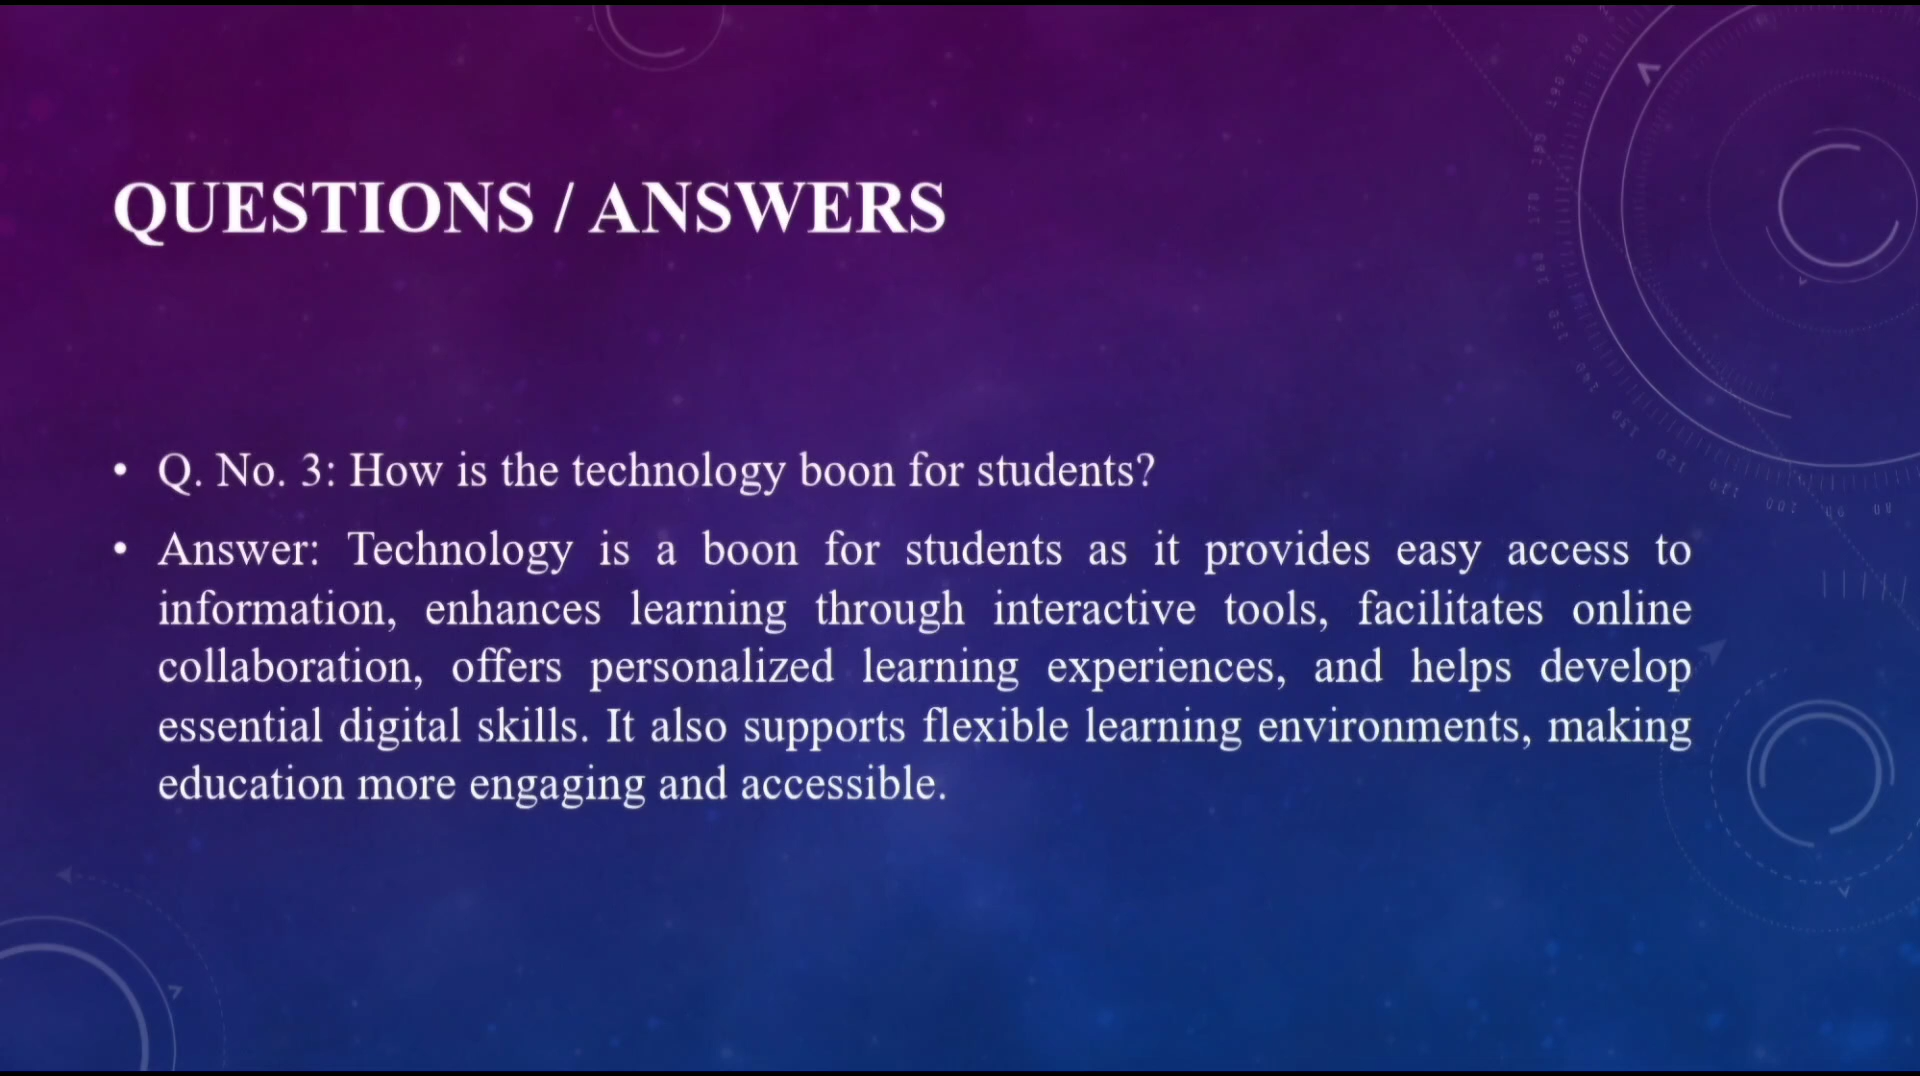 QUESTIONS / ANSWERS
• Q. No. 3: How is the technology boon for students?
• Answer: Technology is a boon for students as it provides easy access to
information, enhances learning through interactive tools, facilitates online
collaboration, offers personalized learning experiences, and helps develop
essential digital skills. It also supports flexible learning environments, making
education more engaging and accessible.